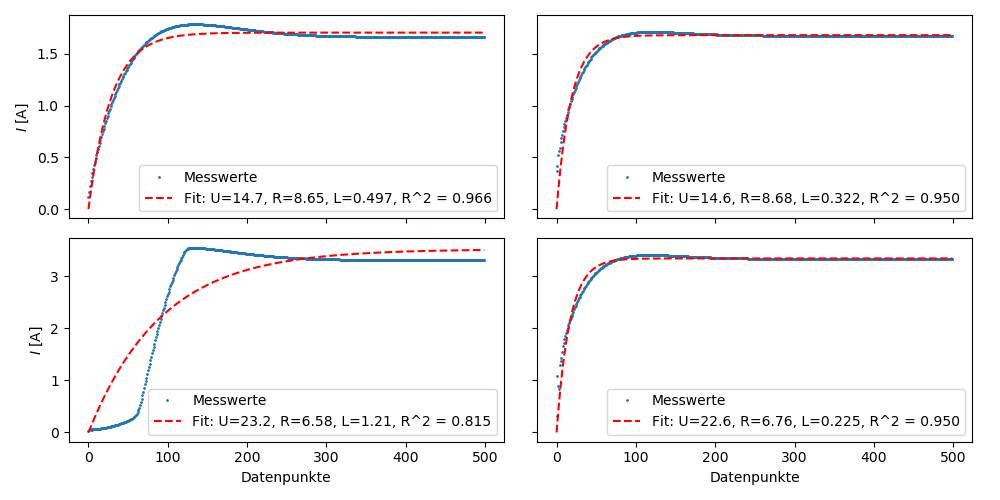 I [A]
1.5
1.0
0.5
0.0
Messwerte
Fit: U=14.7, R=8.65, L=0.497, R^2 = 0.966
Messwerte
Fit: U=14.6, R=8.68, L=0.322, R^2 = 0.950
I [A]
3
2
1
0
Messwerte
Fit: U=23.2, R=6.58, L=1.21, R^2 = 0.815
0 100 200 300 400 500
Datenpunkte
Messwerte
Fit: U=22.6, R=6.76, L=0.225, R^2 = 0.950
0 100 200 300 400 500
Datenpunkte